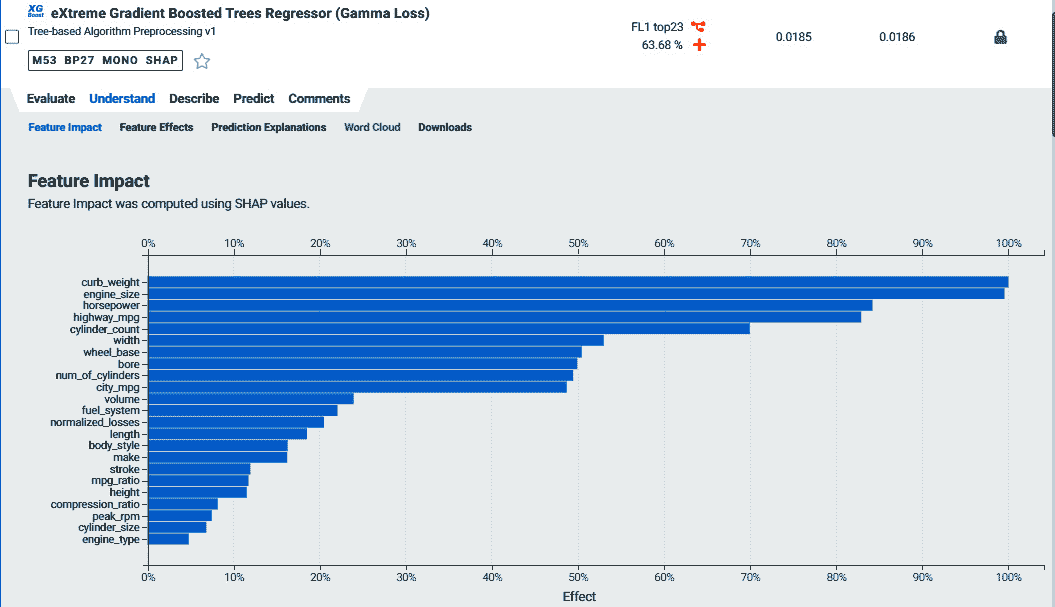 XG Boost eXtreme Gradient Boosted Trees Regressor (Gamma Loss)
Tree-based Algorithm Preprocessing v1
M53 BP27 MONO SHAP
FL1 top23
63.68 %
0.0185
0.0186
Evaluate Understand Describe Predict Comments
Feature Impact Feature Effects Prediction Explanations Word Cloud Downloads
Feature Impact
Feature Impact was computed using SHAP values.
0% 10% 20% 30% 40% 50% 60% 70% 80% 90% 100%
curb_weight
engine_size
horsepower
highway_mpg
cylinder_count
width
wheel_base
bore
num_of_cylinders
city_mpg
volume
fuel_system
normalized_losses
length
body_style
make
stroke
mpg_ratio
height
compression_ratio
peak_rpm
cylinder_size
engine_type
0% 10% 20% 30% 40% 50% 60% 70% 80% 90% 100%
Effect